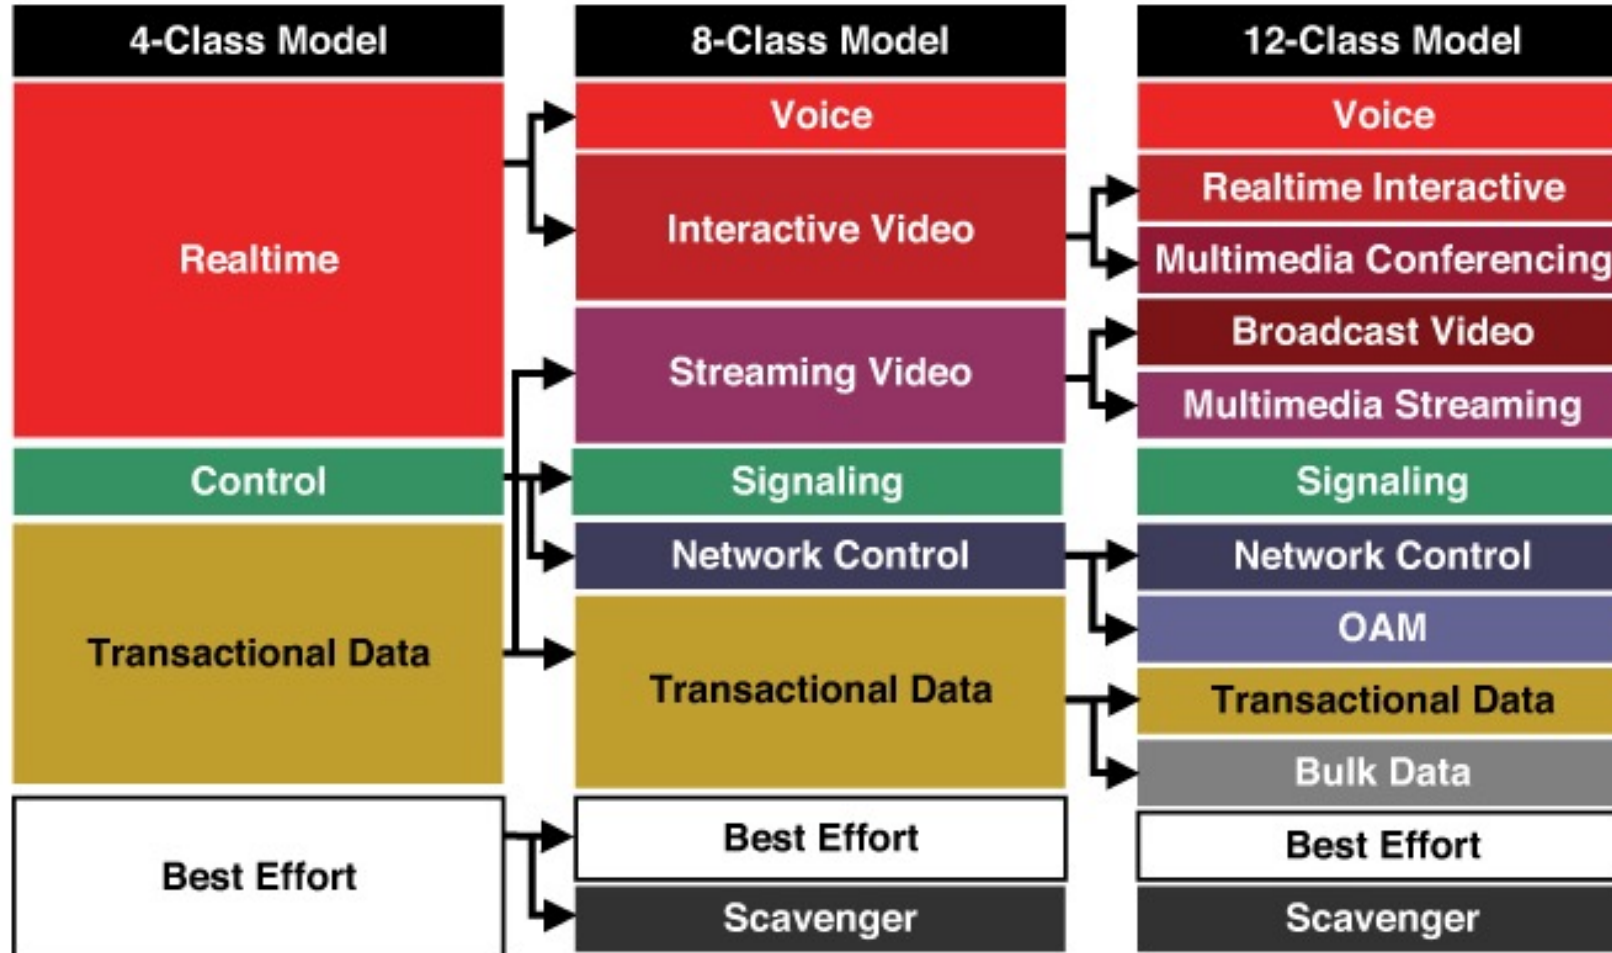 4-Class Model
Realtime
Control
Transactional Data
Best Effort
8-Class Model
Voice
Interactive Video
Streaming Video
Signaling
Network Control
Transactional Data
Best Effort
Scavenger
12-Class Model
Voice
Realtime Interactive
Multimedia Conferencing
Broadcast Video
Multimedia Streaming
Signaling
Network Control
OAM
Transactional Data
Bulk Data
Best Effort
Scavenger